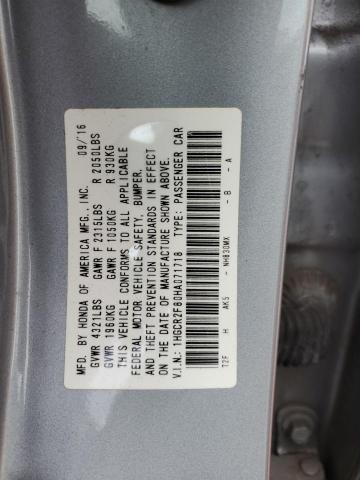 MFD. BY HONDA OF AMERICA MFG., INC. 09/'16
GVWR 4321LBS GAWR F 2315LBS R 2050LBS
GVWR 1960KG GAWR F 1050KG R 930KG
THIS VEHICLE CONFORMS TO ALL APPLICABLE
FEDERAL MOTOR VEHICLE SAFETY, BUMPER,
AND THEFT PREVENTION STANDARDS IN EFFECT
ON THE DATE OF MANUFACTURE SHOWN ABOVE.
V.I.N.: 1HGCR2F80HA071718 TYPE: PASSENGER CAR
T2F H AK5 - NH830MX - B - A